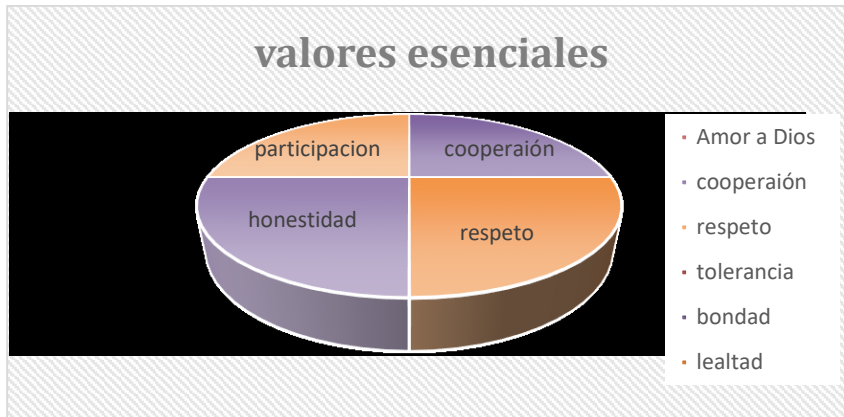 valores esenciales
participacion
cooperaión
honestidad
respeto
Amor a Dios
cooperaión
respeto
tolerancia
bondad
lealtad